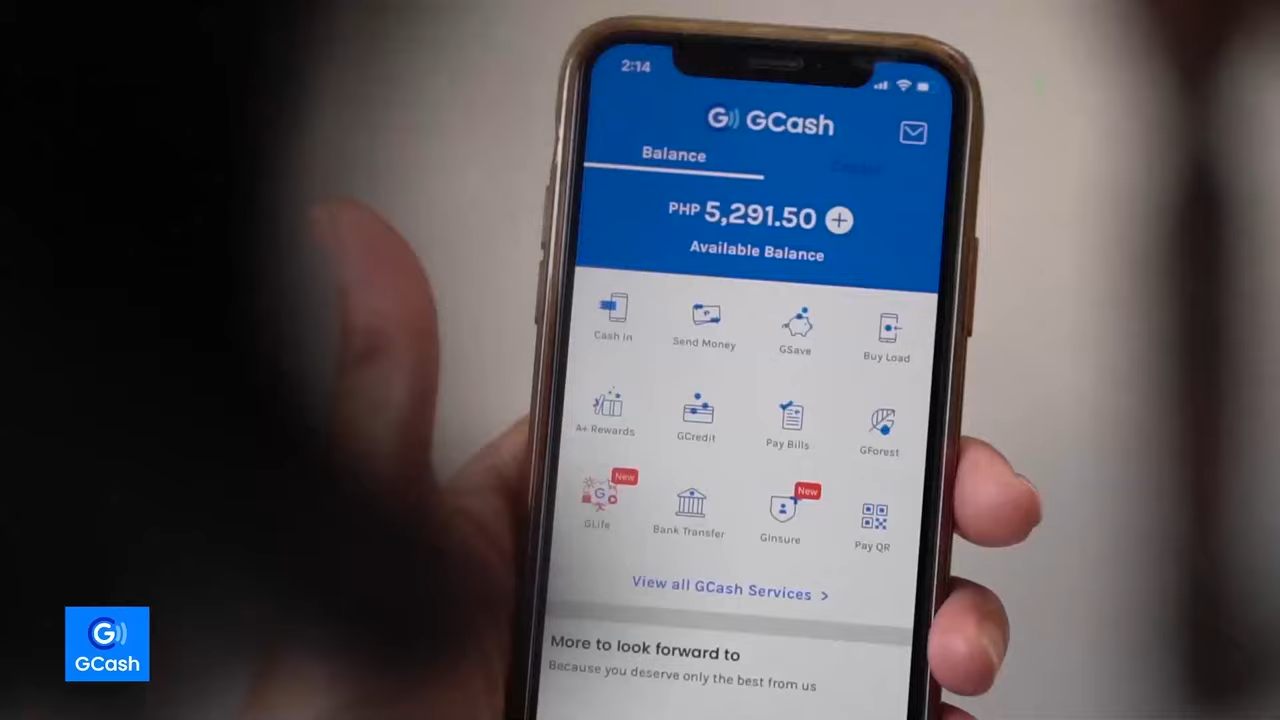 2:14
GCash
Balance
PHP 5,291.50
Available Balance
Cash In
Send Money
GSave
Buy Load
A+ Rewards
GCredit
Pay Bills
GForest
New
New
GLife
Bank Transfer
GInsure
Pay QR
View all GCash Services >
More to look forward to
Because you deserve only the best from us
GCash